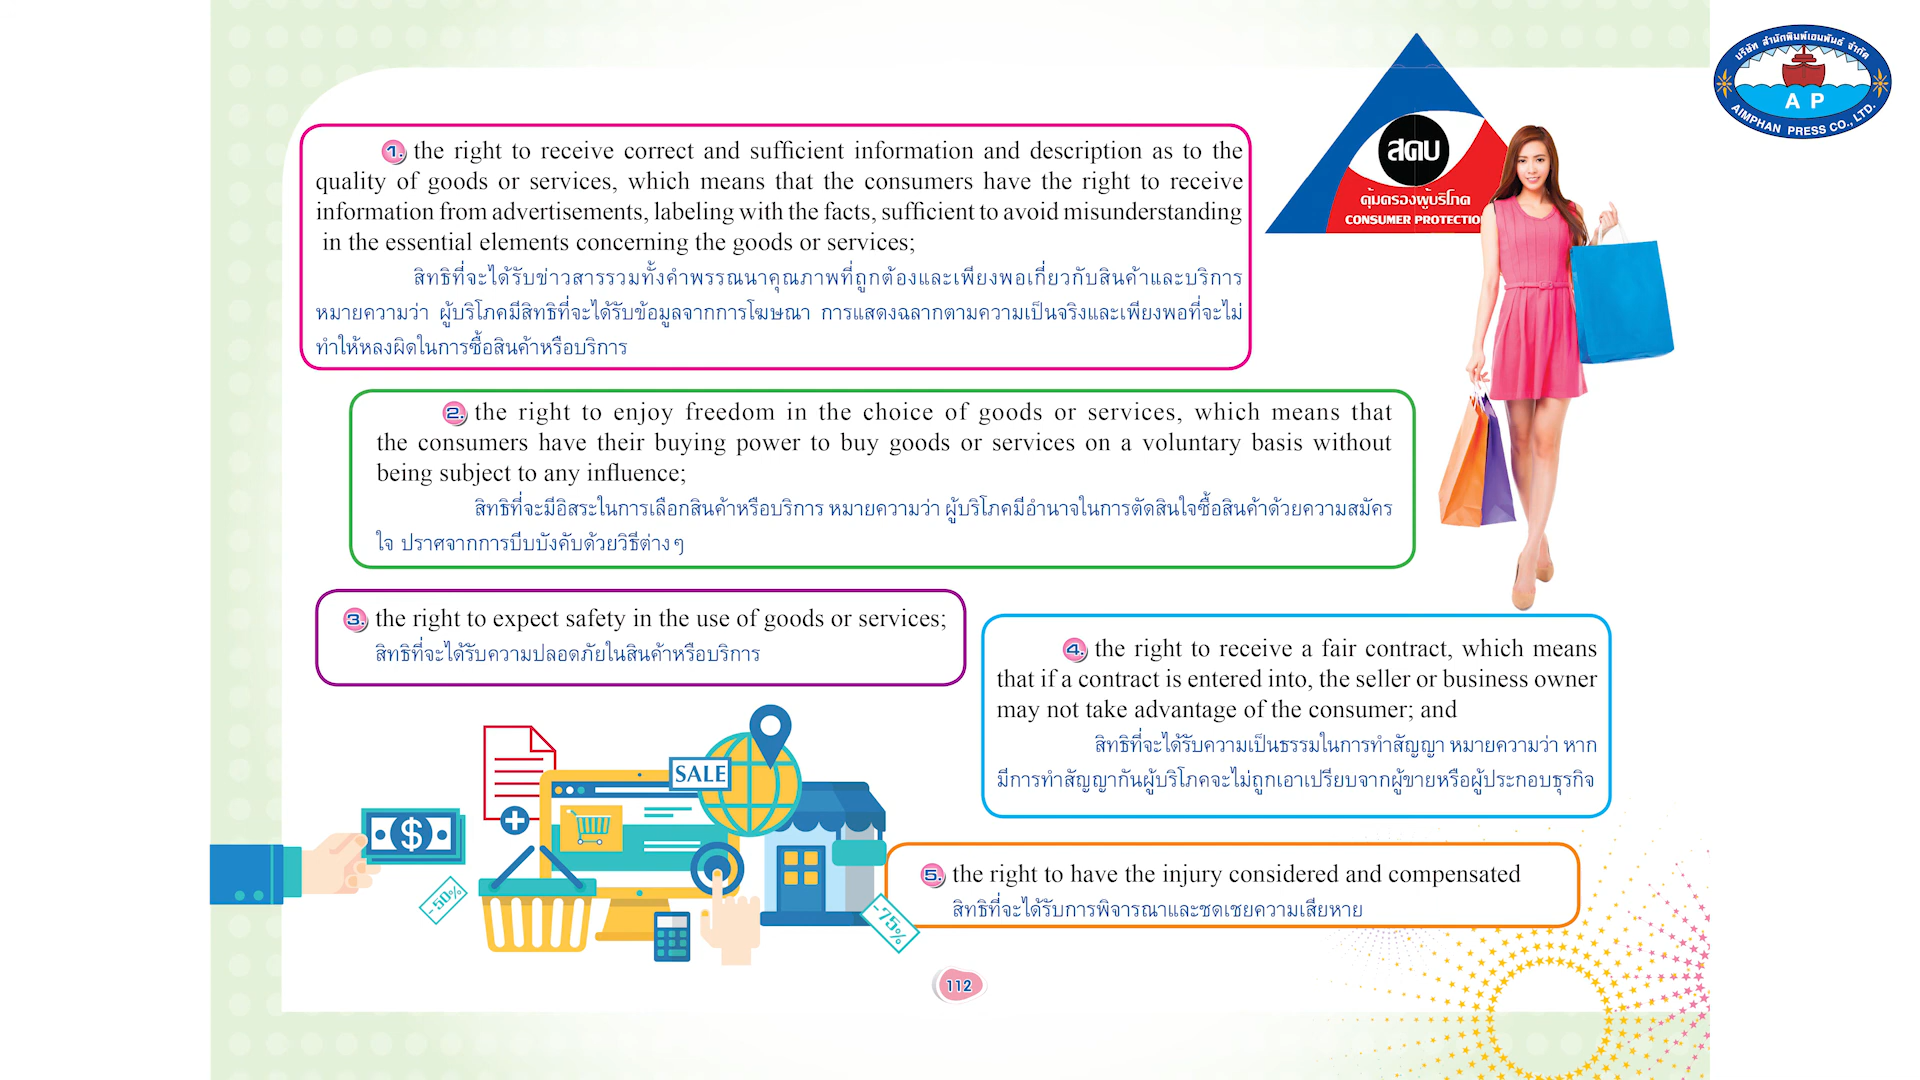 บริษัท สำนักพิมพ์เอมพันธ์ จำกัด
A P
AIMPHAN PRESS CO., LTD.
สคบ
คุ้มครองผู้บริโภค
CONSUMER PROTECTIO
1. the right to receive correct and sufficient information and description as to the
quality of goods or services, which means that the consumers have the right to receive
information from advertisements, labeling with the facts, sufficient to avoid misunderstanding
in the essential elements concerning the goods or services;
สิทธิที่จะได้รับข่าวสารรวมทั้งคำพรรณนาคุณภาพที่ถูกต้องและเพียงพอเกี่ยวกับสินค้าและบริการ
หมายความว่า ผู้บริโภคมีสิทธิที่จะได้รับข้อมูลจากการโฆษณา การแสดงฉลากตามความเป็นจริงและเพียงพอที่จะไม่
ทำให้หลงผิดในการซื้อสินค้าหรือบริการ
2. the right to enjoy freedom in the choice of goods or services, which means that
the consumers have their buying power to buy goods or services on a voluntary basis without
being subject to any influence;
สิทธิที่จะมีอิสระในการเลือกสินค้าหรือบริการ หมายความว่า ผู้บริโภคมีอำนาจในการตัดสินใจซื้อสินค้าด้วยความสมัคร
ใจ ปราศจากการบีบบังคับด้วยวิธีต่างๆ
3. the right to expect safety in the use of goods or services;
สิทธิที่จะได้รับความปลอดภัยในสินค้าหรือบริการ
4. the right to receive a fair contract, which means
that if a contract is entered into, the seller or business owner
may not take advantage of the consumer; and
สิทธิที่จะได้รับความเป็นธรรมในการทำสัญญา หมายความว่า หาก
มีการทำสัญญากันผู้บริโภคจะไม่ถูกเอาเปรียบจากผู้ขายหรือผู้ประกอบธุรกิจ
SALE
$
-50%
-75%
5. the right to have the injury considered and compensated
สิทธิที่จะได้รับการพิจารณาและชดเชยความเสียหาย
112